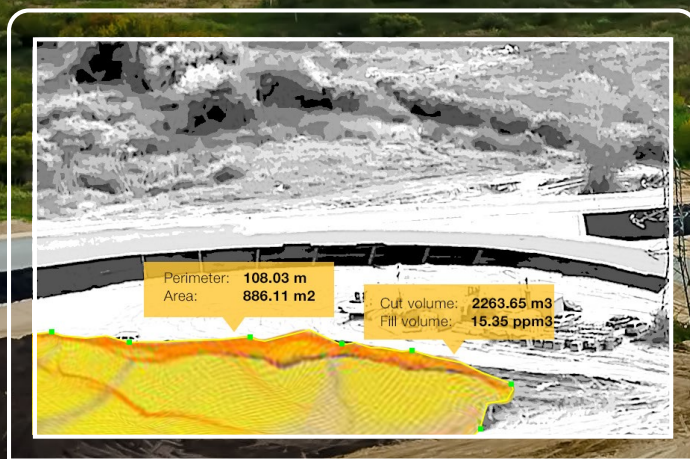 Perimeter: 108.03 m
Area: 886.11 m2
Cut volume: 2263.65 m3
Fill volume: 15.35 ppm3